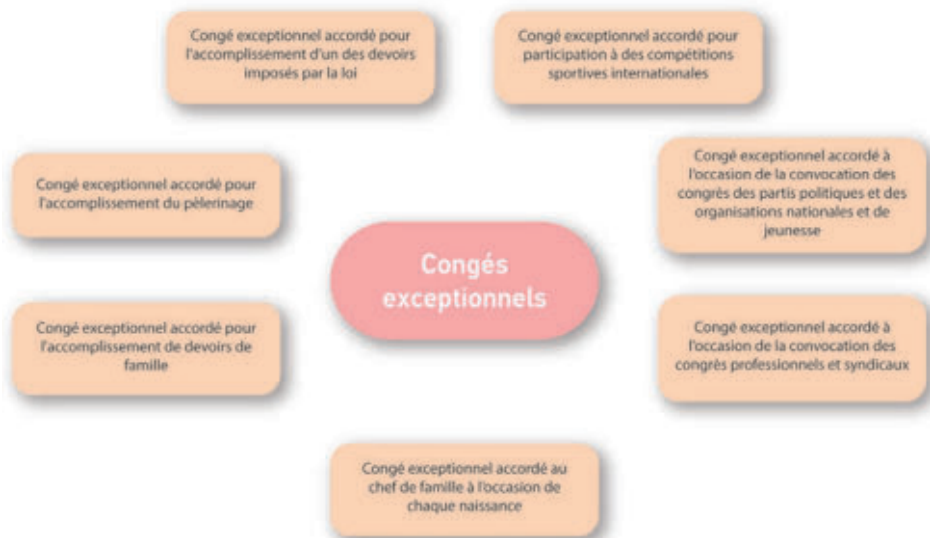 Congé exceptionnel accordé pour
l'accomplissement d'un des devoirs
imposés par la loi
Congé exceptionnel accordé pour
participation à des compétitions
sportives internationales
Congé exceptionnel accordé pour
l'accomplissement du pèlerinage
Congé exceptionnel accordé à
l'occasion de la convocation des
congrès des partis politiques et des
organisations nationales et de
jeunesse
Congés
exceptionnels
Congé exceptionnel accordé pour
l'accomplissement de devoirs de
famille
Congé exceptionnel accordé à
l'occasion de la convocation des
congrès professionnels et syndicaux
Congé exceptionnel accordé au
chef de famille à l'occasion de
chaque naissance